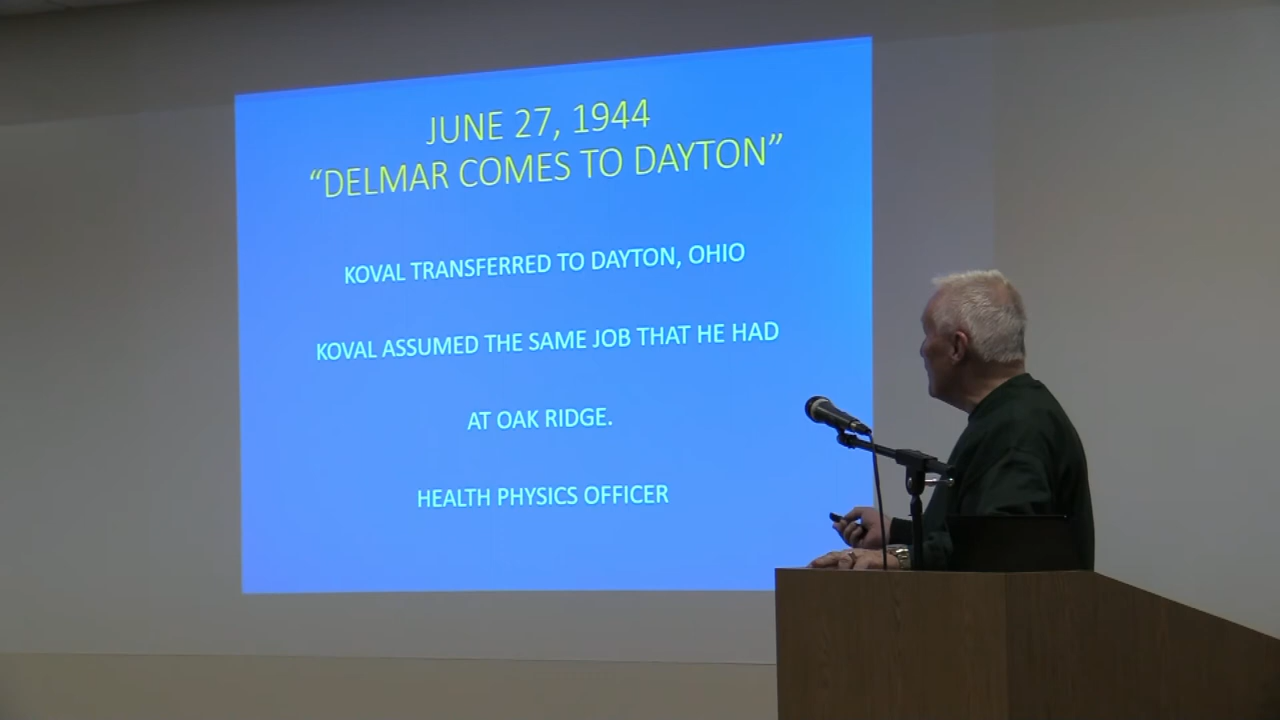 JUNE 27, 1944
“DELMAR COMES TO DAYTON”
KOVAL TRANSFERRED TO DAYTON, OHIO
KOVAL ASSUMED THE SAME JOB THAT HE HAD
AT OAK RIDGE.
HEALTH PHYSICS OFFICER